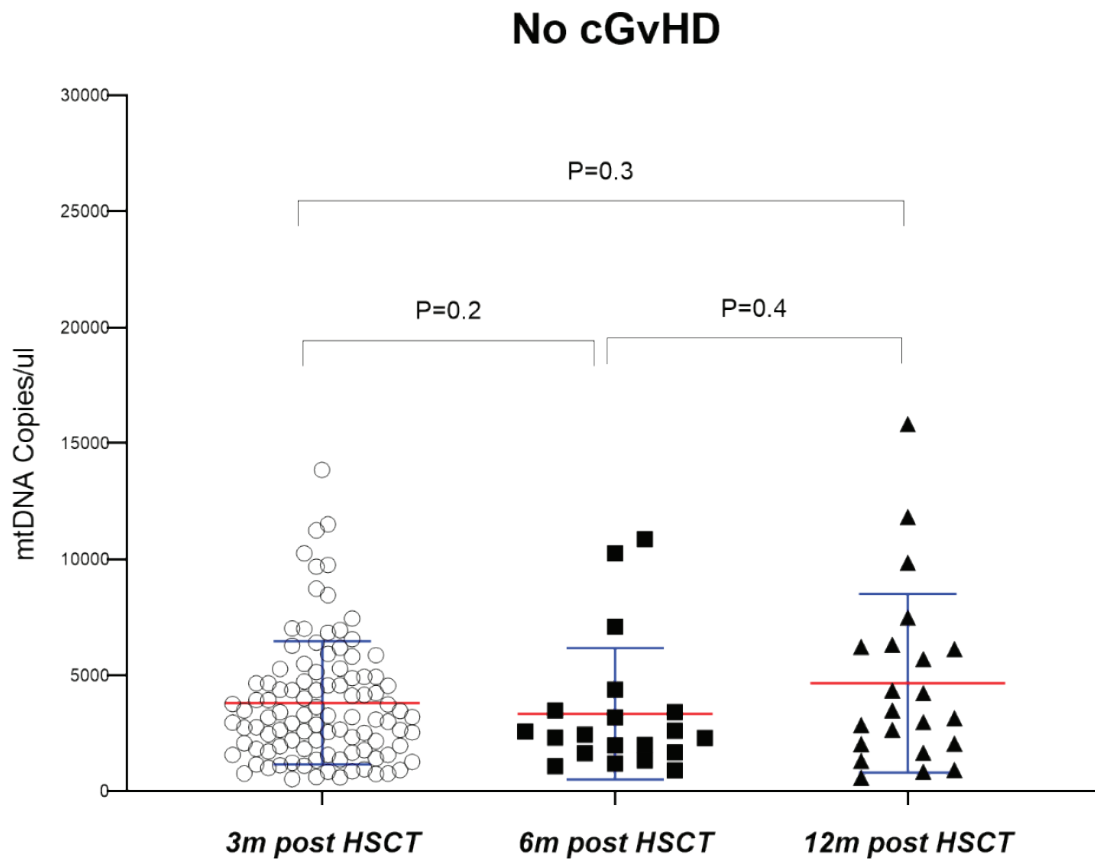 No cGvHD
30000
P=0.3
25000
20000
P=0.2
P=0.4
15000
mtDNA Copies/ul
10000
5000
0
3m post HSCT
6m post HSCT
12m post HSCT